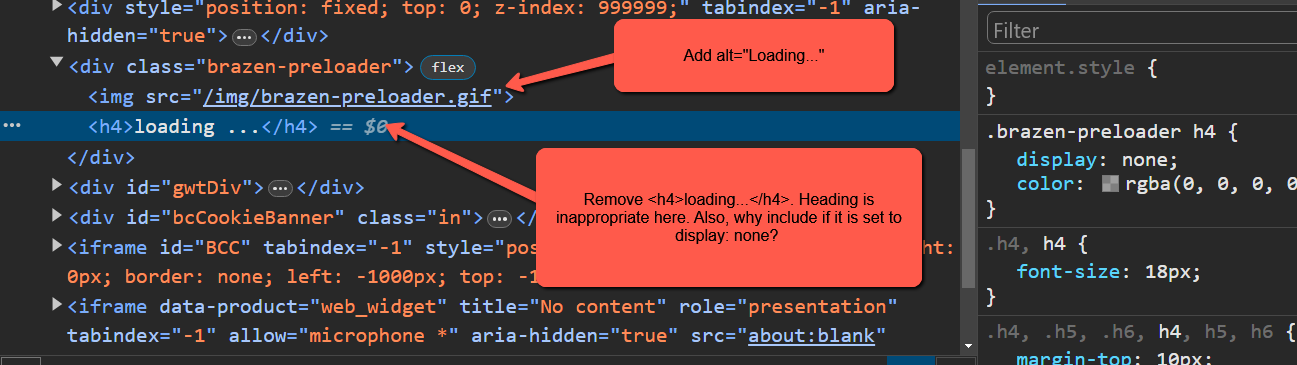 <div style="position: fixed; top: 0; z-index: 999999;" tabindex="-1" aria-
hidden="true"> ••• </div>
<div class="brazen-preloader"> flex
<img src="/img/brazen-preloader.gif">
••• <h4>loading ...</h4> == $0
</div>
<div id="gwtDiv"> ••• </div>
<div id="bcCookieBanner" class="in"> ••• </
<iframe id="BCC" tabindex="-1" style="pos ht:
0px; border: none; left: -1000px; top: -1
<iframe data-product="web_widget" title="No content" role="presentation"
tabindex="-1" allow="microphone *" aria-hidden="true" src="about:blank"
Add alt="Loading..."
Remove <h4>loading...</h4>. Heading is
inappropriate here. Also, why include if it is set to
display: none?
Filter
element.style {
}
.brazen-preloader h4 {
display: none;
color: rgba(0, 0, 0, 0
}
.h4, h4 {
font-size: 18px;
}
.h4, .h5, .h6, h4, h5, h6 {
margin-top: 10px;